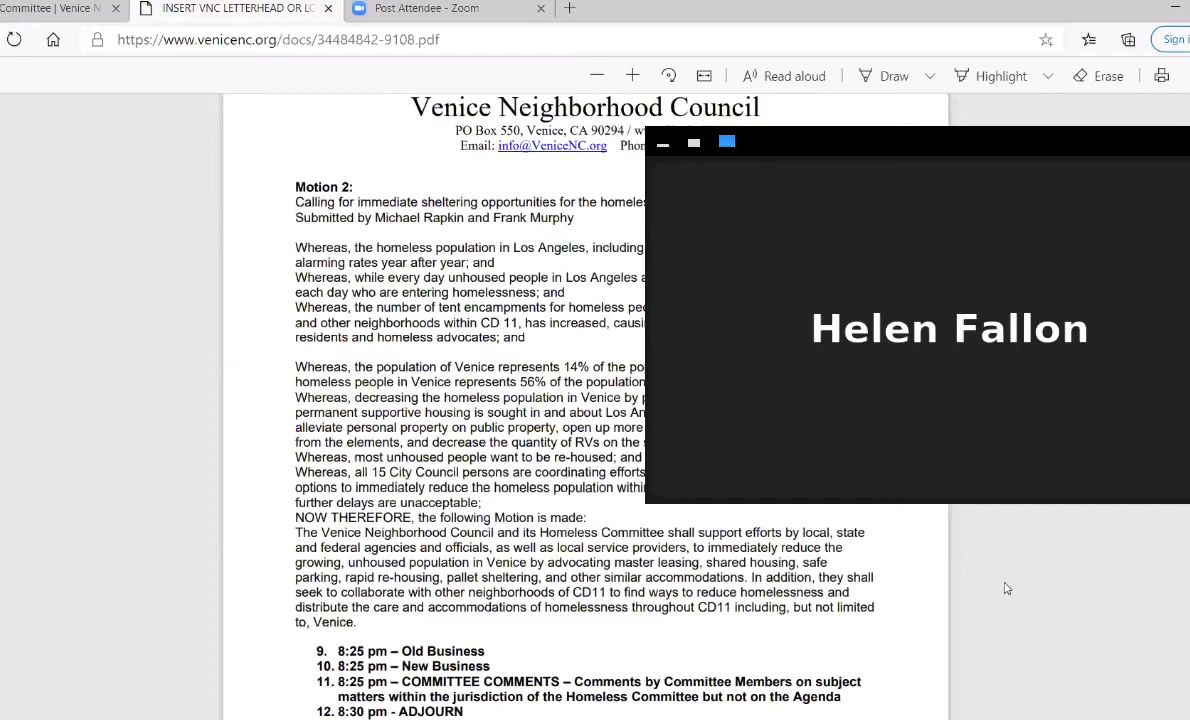 Committee | Venice N
INSERT VNC LETTERHEAD OR LC
Post Attendee - Zoom
https://www.venicenc.org/docs/34484842-9108.pdf
Sign i
Read aloud
Draw
Highlight
Erase
Venice Neighborhood Council
PO Box 550, Venice, CA 90294 /
Email: info@VeniceNC.org Phon
Motion 2:
Calling for immediate sheltering opportunities for the homeles
Submitted by Michael Rapkin and Frank Murphy
Whereas, the homeless population in Los Angeles, including
alarming rates year after year; and
Whereas, while every day unhoused people in Los Angeles a
each day who are entering homelessness; and
Whereas, the number of tent encampments for homeless peo
and other neighborhoods within CD 11, has increased, causi
residents and homeless advocates; and
Whereas, the population of Venice represents 14% of the po
homeless people in Venice represents 56% of the population
Whereas, decreasing the homeless population in Venice by p
permanent supportive housing is sought in and about Los An
alleviate personal property on public property, open up more
from the elements, and decrease the quantity of RVs on the s
Whereas, most unhoused people want to be re-housed; and
Whereas, all 15 City Council persons are coordinating efforts
options to immediately reduce the homeless population within
further delays are unacceptable;
NOW THEREFORE, the following Motion is made:
The Venice Neighborhood Council and its Homeless Committee shall support efforts by local, state
and federal agencies and officials, as well as local service providers, to immediately reduce the
growing, unhoused population in Venice by advocating master leasing, shared housing, safe
parking, rapid re-housing, pallet sheltering, and other similar accommodations. In addition, they shall
seek to collaborate with other neighborhoods of CD11 to find ways to reduce homelessness and
distribute the care and accommodations of homelessness throughout CD11 including, but not limited
to, Venice.
9. 8:25 pm – Old Business
10. 8:25 pm – New Business
11. 8:25 pm – COMMITTEE COMMENTS – Comments by Committee Members on subject
matters within the jurisdiction of the Homeless Committee but not on the Agenda
12. 8:30 pm - ADJOURN
Helen Fallon